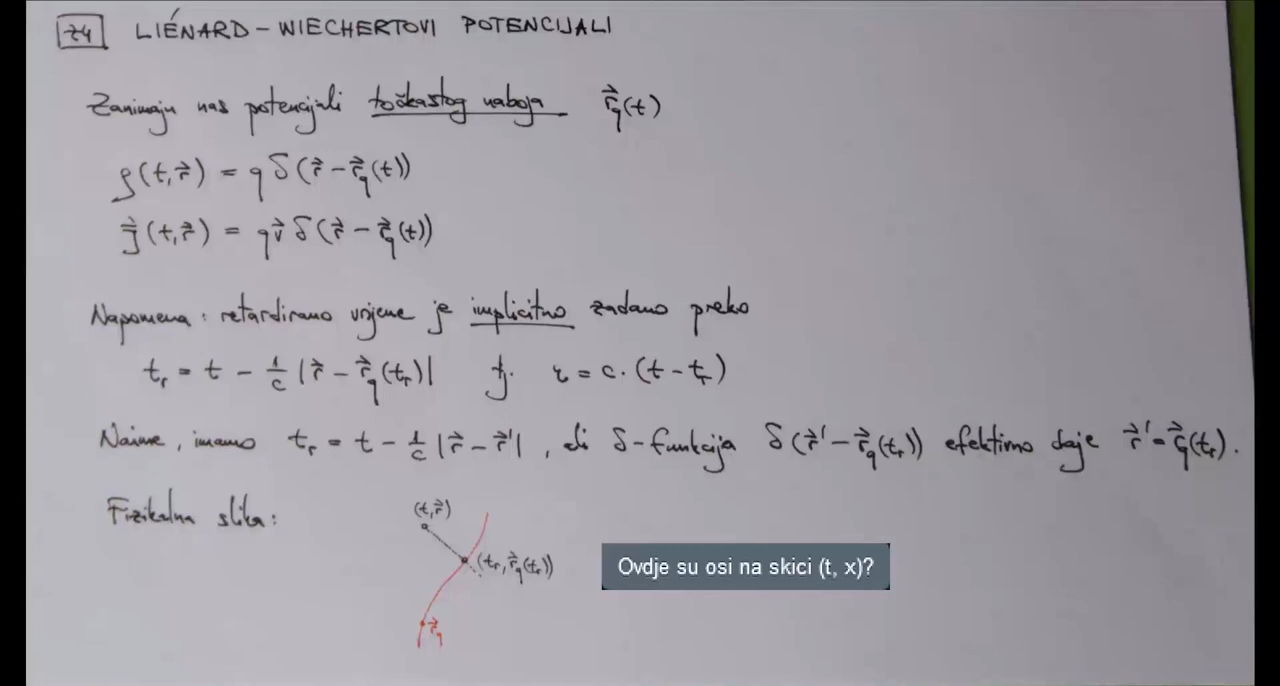 24 LIÉNARD-WIECHERTOVI POTENCIJALI
Zanimaju nas potencijali točkastog naboja r⃗_q(t)
ρ(t,r⃗) = q δ(r⃗ - r⃗_q(t))
j⃗(t,r⃗) = q v⃗ δ(r⃗ - r⃗_q(t))
Napomena: retardirano vrijeme je implicitno zadano preko
t_r = t - 1/c |r⃗ - r⃗_q(t_r)| tj. r = c·(t - t_r)
Naime, imamo t_r = t - 1/c |r⃗ - r⃗'|, ali δ-funkcija δ(r⃗' - r⃗_q(t_r)) efektivno daje r⃗' = r⃗_q(t_r).
Fizikalna slika:
(t,r⃗)
(t_r, r⃗_q(t_r))
Ovdje su osi na skici (t, x)?
r⃗_q